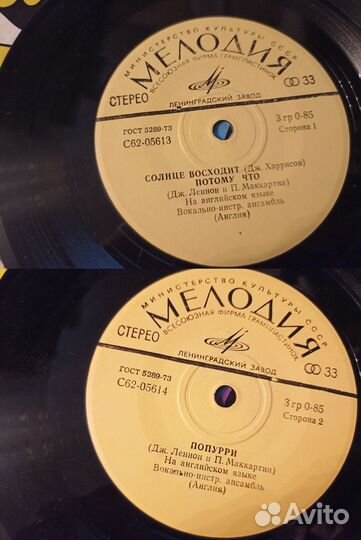 МИНИСТЕРСТВО КУЛЬТУРЫ СССР
МЕЛОДИЯ
ВСЕСОЮЗНАЯ ФИРМА ГРАМПЛАСТИНОК
СТЕРЕО
33
ЛЕНИНГРАДСКИЙ ЗАВОД
ГОСТ 5289-73
3 гр 0-85
С62-05613
Сторона 1
СОЛНЦЕ ВОСХОДИТ (Дж. Харрисон)
ПОТОМУ ЧТО
(Дж. Леннон и П. Маккартни)
На английском языке
Вокально-инстр. ансамбль
(Англия)
МИНИСТЕРСТВО КУЛЬТУРЫ СССР
МЕЛОДИЯ
ВСЕСОЮЗНАЯ ФИРМА ГРАМПЛАСТИНОК
СТЕРЕО
33
ЛЕНИНГРАДСКИЙ ЗАВОД
ГОСТ 5289-73
3 гр 0-85
С62-05614
Сторона 2
ПОПУРРИ
(Дж. Леннон и П. Маккартни)
На английском языке
Вокально-инстр. ансамбль
(Англия)
Avito